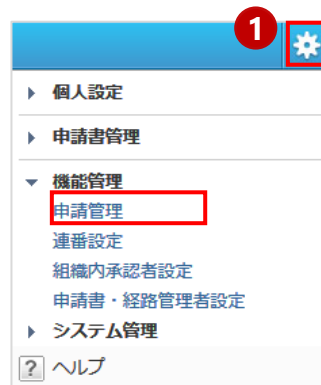 1
個人設定
申請書管理
機能管理
申請管理
連番設定
組織内承認者設定
申請書・経路管理者設定
システム管理
? ヘルプ